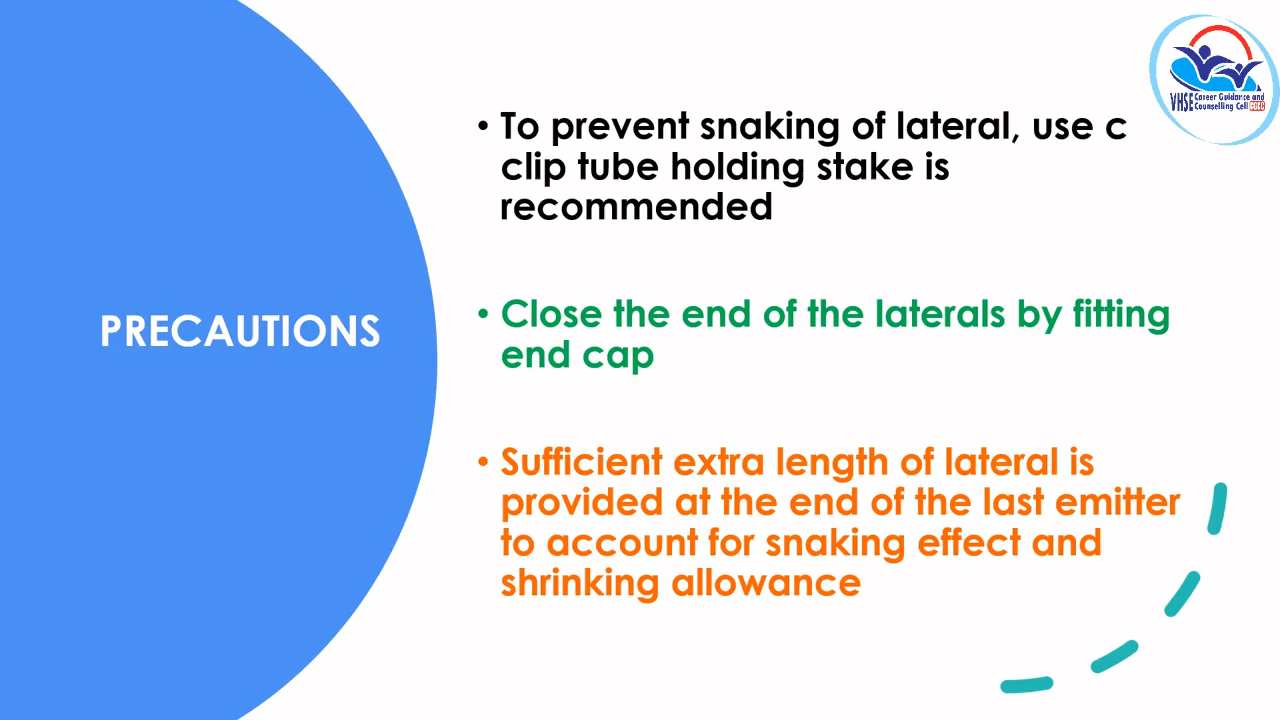 VHSE Career Guidance and
Counselling Cell CGCC
• To prevent snaking of lateral, use c
clip tube holding stake is
recommended
PRECAUTIONS
• Close the end of the laterals by fitting
end cap
• Sufficient extra length of lateral is
provided at the end of the last emitter
to account for snaking effect and
shrinking allowance